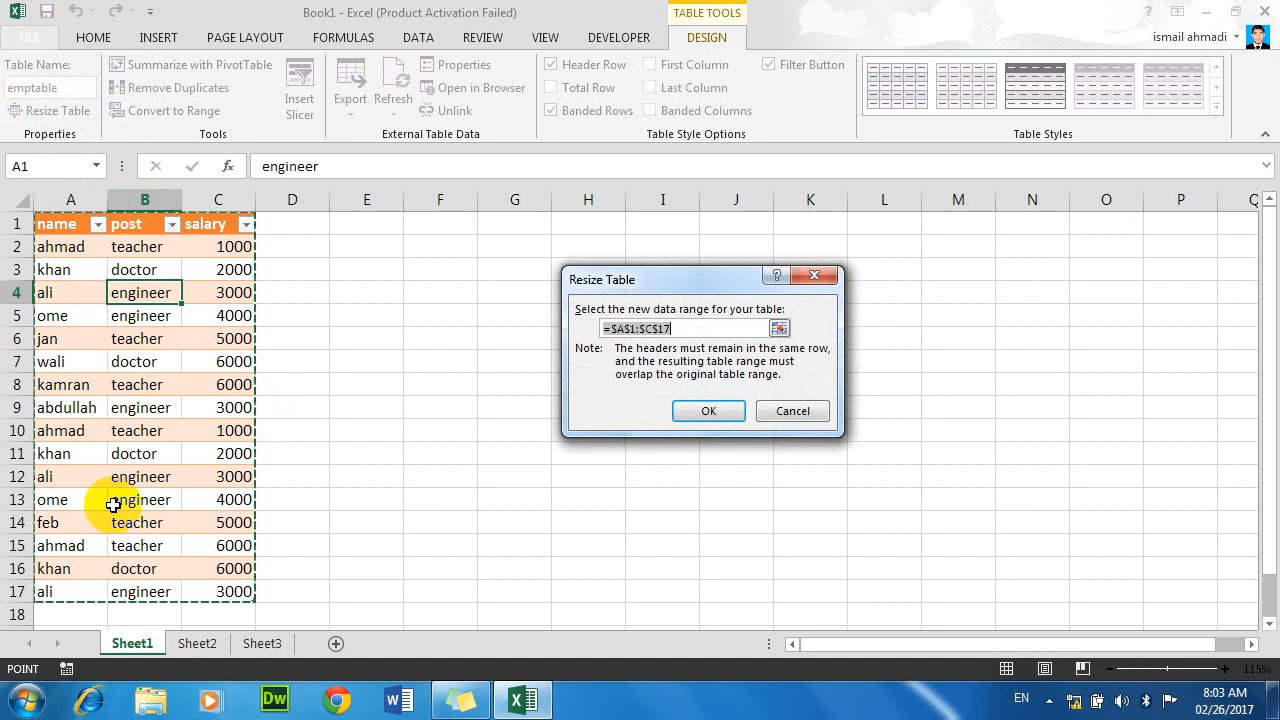 Book1 - Excel (Product Activation Failed)
TABLE TOOLS
FILE HOME INSERT PAGE LAYOUT FORMULAS DATA REVIEW VIEW DEVELOPER DESIGN
ismail ahmadi
Table Name:
emptable
Resize Table
Properties
Summarize with PivotTable
Remove Duplicates
Convert to Range
Insert
Slicer
Tools
Export Refresh
Properties
Open in Browser
Unlink
External Table Data
Header Row First Column Filter Button
Total Row Last Column
Banded Rows Banded Columns
Table Style Options
Table Styles
A1 fx engineer
A B C D E F G H I J K L M N O P Q
1 name post salary
2 ahmad teacher 1000
3 khan doctor 2000
4 ali engineer 3000
5 ome engineer 4000
6 jan teacher 5000
7 wali doctor 6000
8 kamran teacher 6000
9 abdullah engineer 3000
10 ahmad teacher 1000
11 khan doctor 2000
12 ali engineer 3000
13 ome engineer 4000
14 feb teacher 5000
15 ahmad teacher 6000
16 khan doctor 6000
17 ali engineer 3000
18
Resize Table
Select the new data range for your table:
=$A$1:$C$17
Note: The headers must remain in the same row,
and the resulting table range must
overlap the original table range.
OK Cancel
Sheet1 Sheet2 Sheet3
POINT 115%
Dw
EN
8:03 AM
02/26/2017